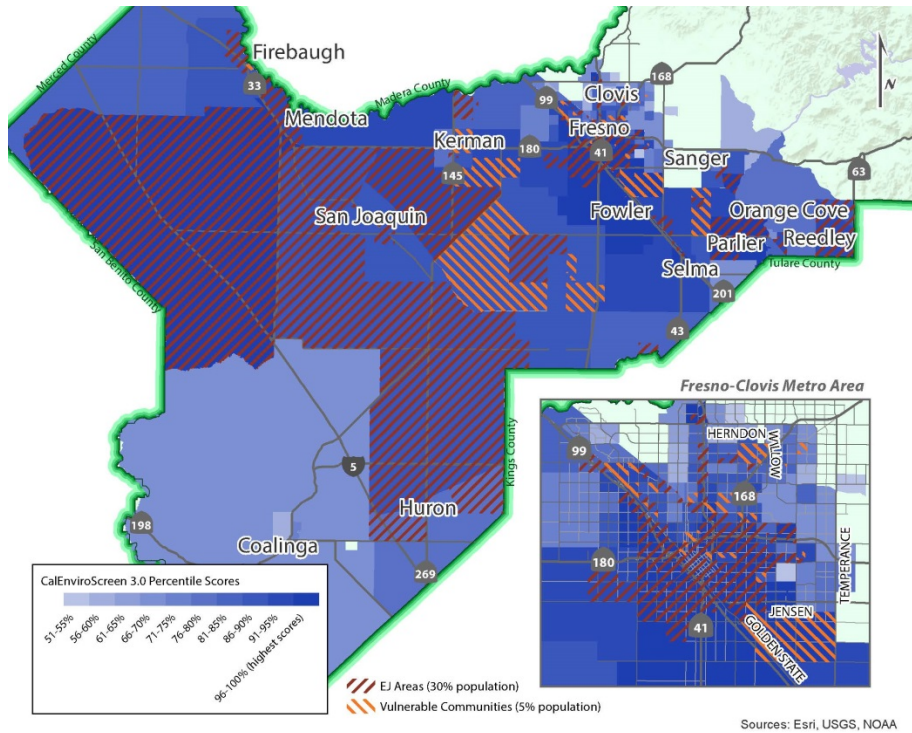 Merced County
Firebaugh
33
Madera County
Mendota
99
Clovis
168
N
Kerman
180
Fresno
41
Sanger
145
63
San Joaquin
Fowler
Orange Cove
Parlier
Reedley
San Benito County
Selma
Tulare County
201
43
Fresno-Clovis Metro Area
Kings County
5
Huron
198
Coalinga
269
HERNDON
WILLOW
99
168
180
TEMPERANCE
JENSEN
41
GOLDEN STATE
CalEnviroScreen 3.0 Percentile Scores
51-55%
56-60%
61-65%
66-70%
71-75%
76-80%
81-85%
86-90%
91-95%
96-100% (highest scores)
EJ Areas (30% population)
Vulnerable Communities (5% population)
Sources: Esri, USGS, NOAA